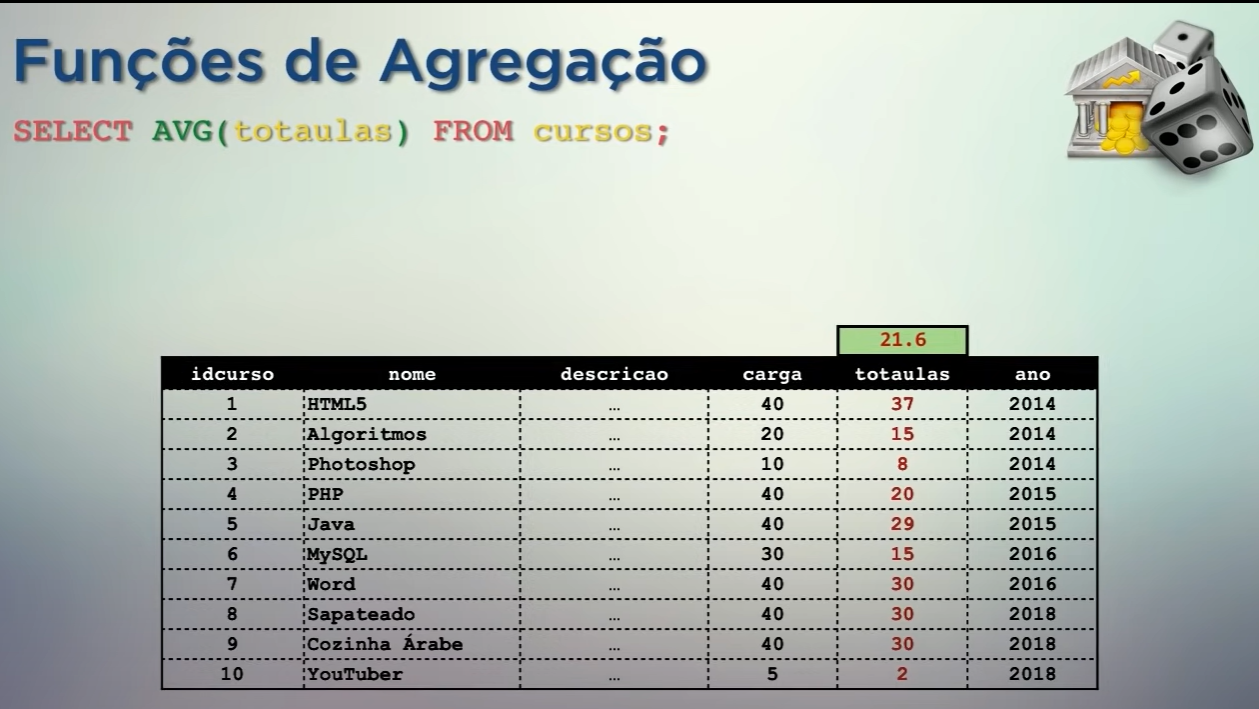 Funções de Agregação
SELECT AVG(totaulas) FROM cursos;
21.6
idcurso nome descricao carga totaulas ano
1 HTML5 … 40 37 2014
2 Algoritmos … 20 15 2014
3 Photoshop … 10 8 2014
4 PHP … 40 20 2015
5 Java … 40 29 2015
6 MySQL … 30 15 2016
7 Word … 40 30 2016
8 Sapateado … 40 30 2018
9 Cozinha Árabe … 40 30 2018
10 YouTuber … 5 2 2018